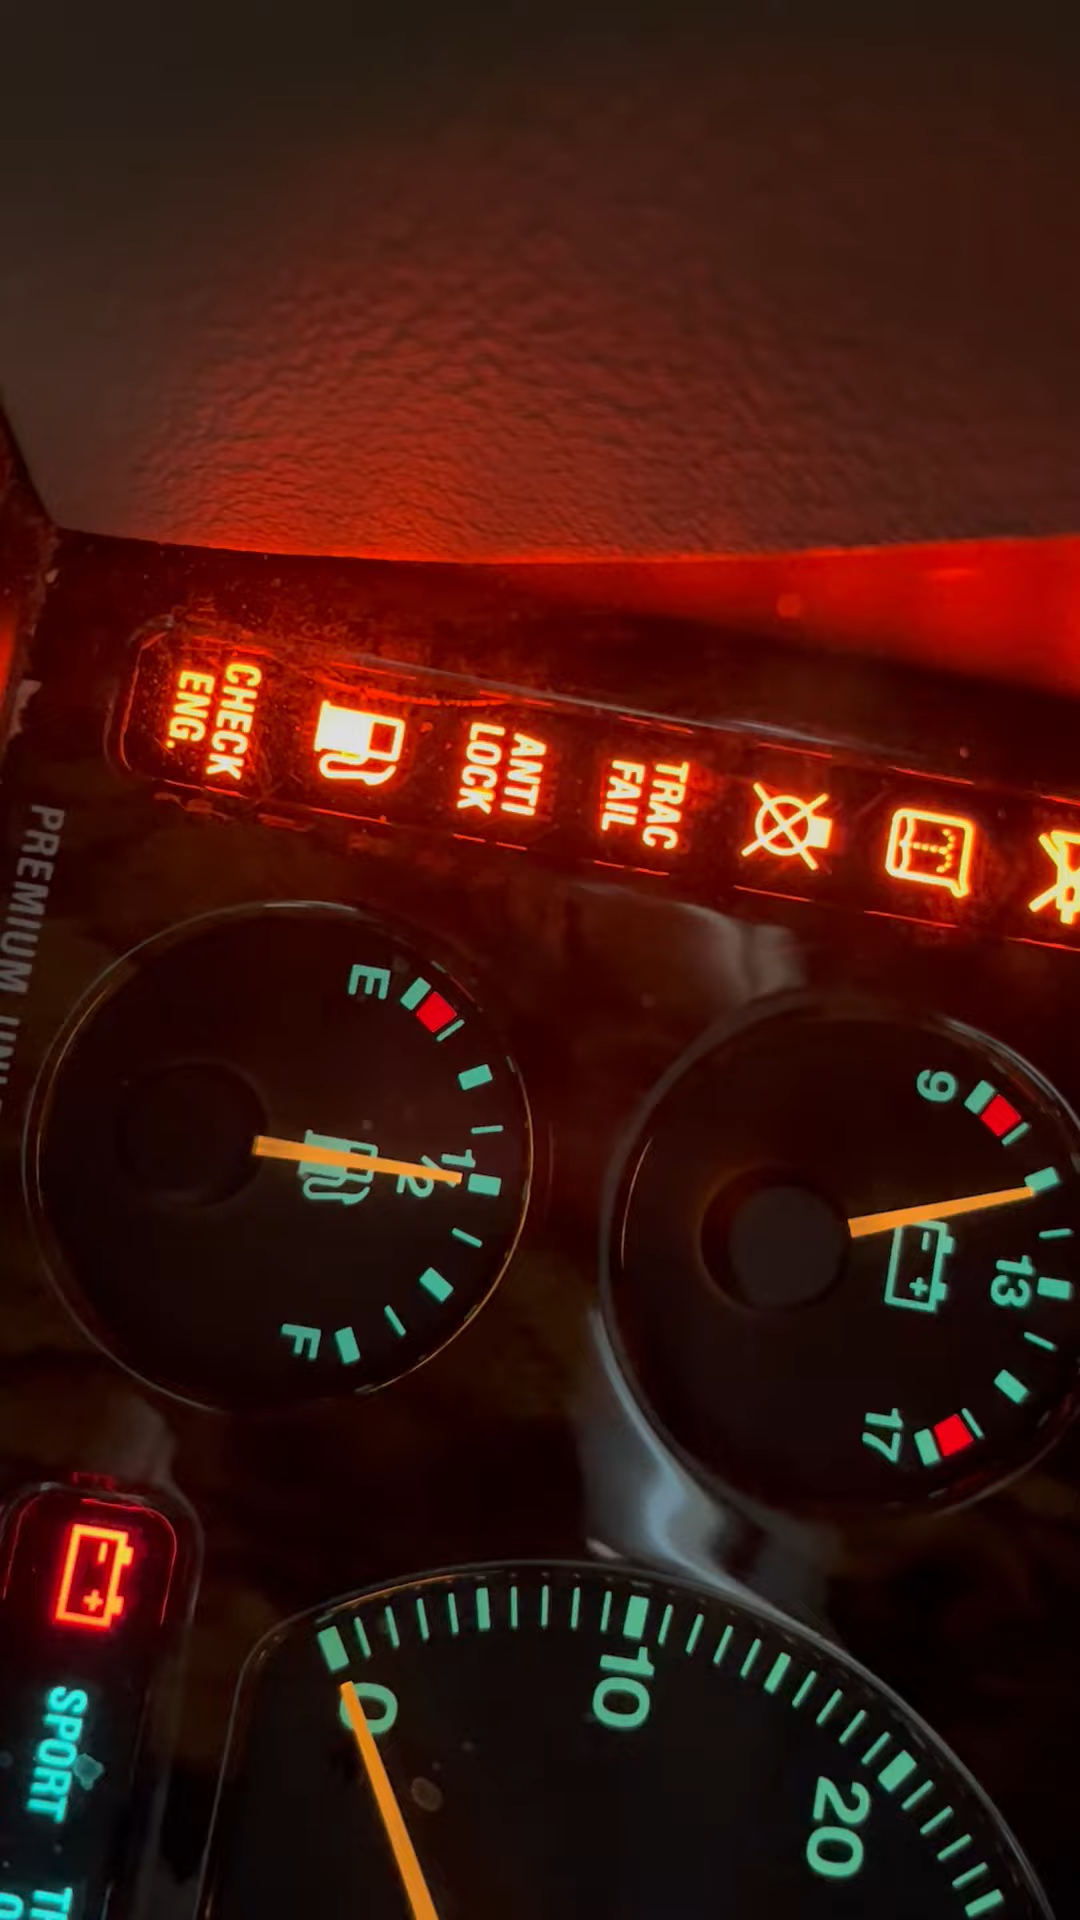 CHECK
ENG.
ANTI
LOCK
TRAC
FAIL
PREMIUM
E
1
2
F
9
13
17
SPORT
0
10
20